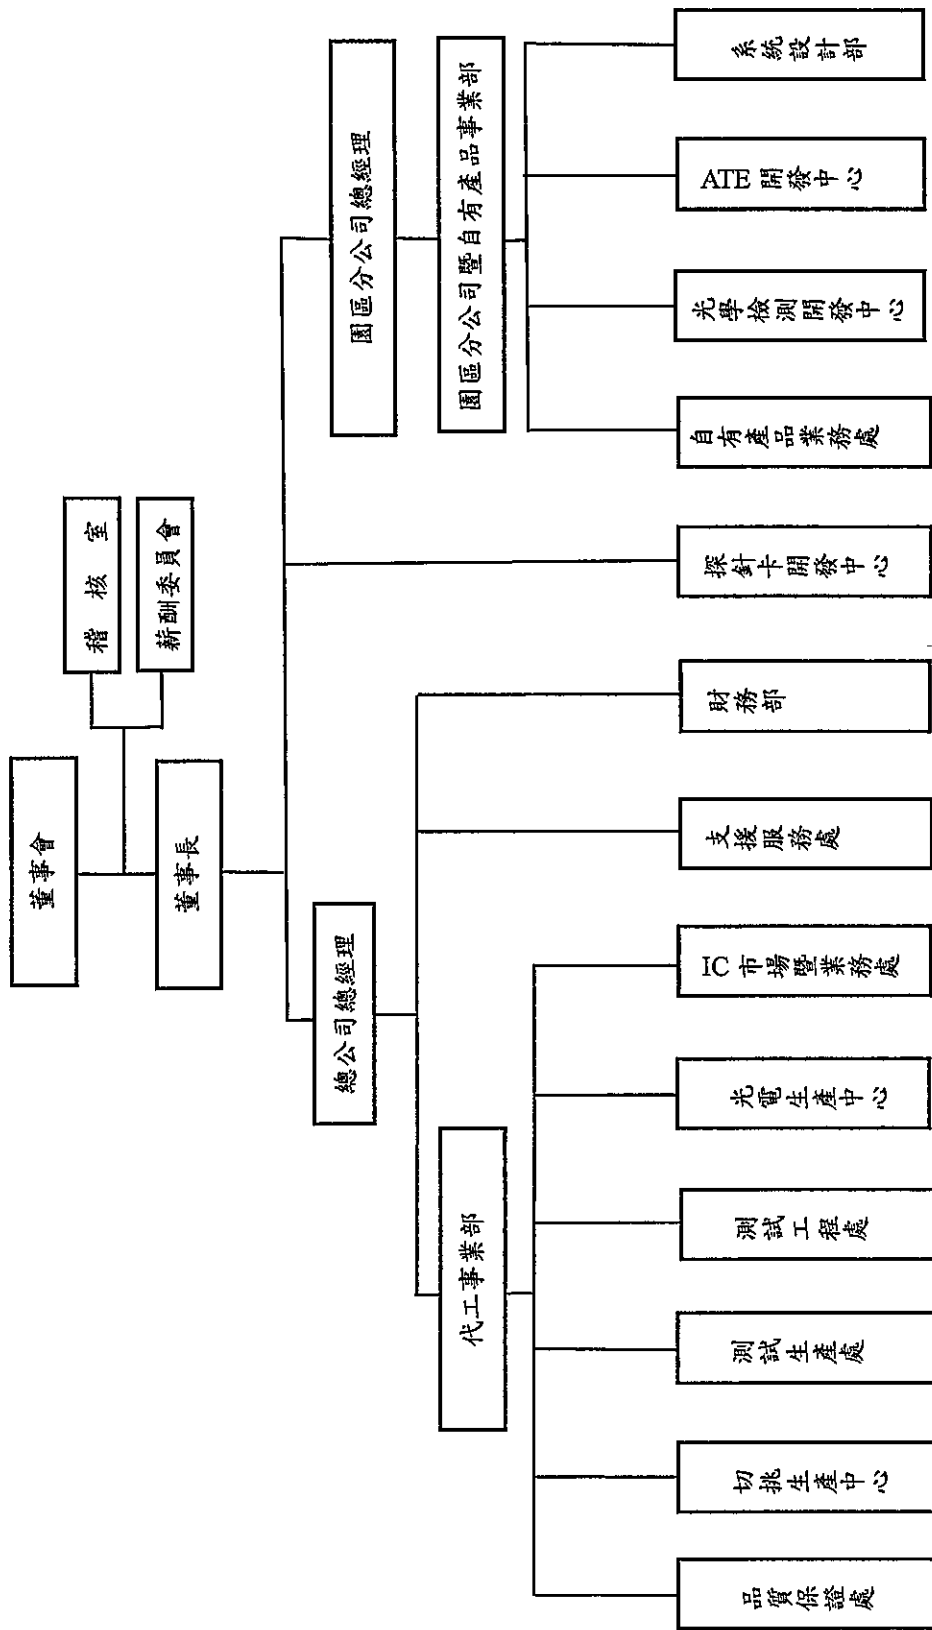 董事會
稽核室
薪酬委員會
董事長
總公司總經理
園區分公司總經理
代工事業部
園區分公司暨自有產品事業部
品質保證處
切挑生產中心
測試生產處
測試工程處
光電生產中心
IC 市場暨業務處
支援服務處
財務部
探針卡開發中心
自有產品業務處
光學檢測開發中心
ATE 開發中心
系統設計部